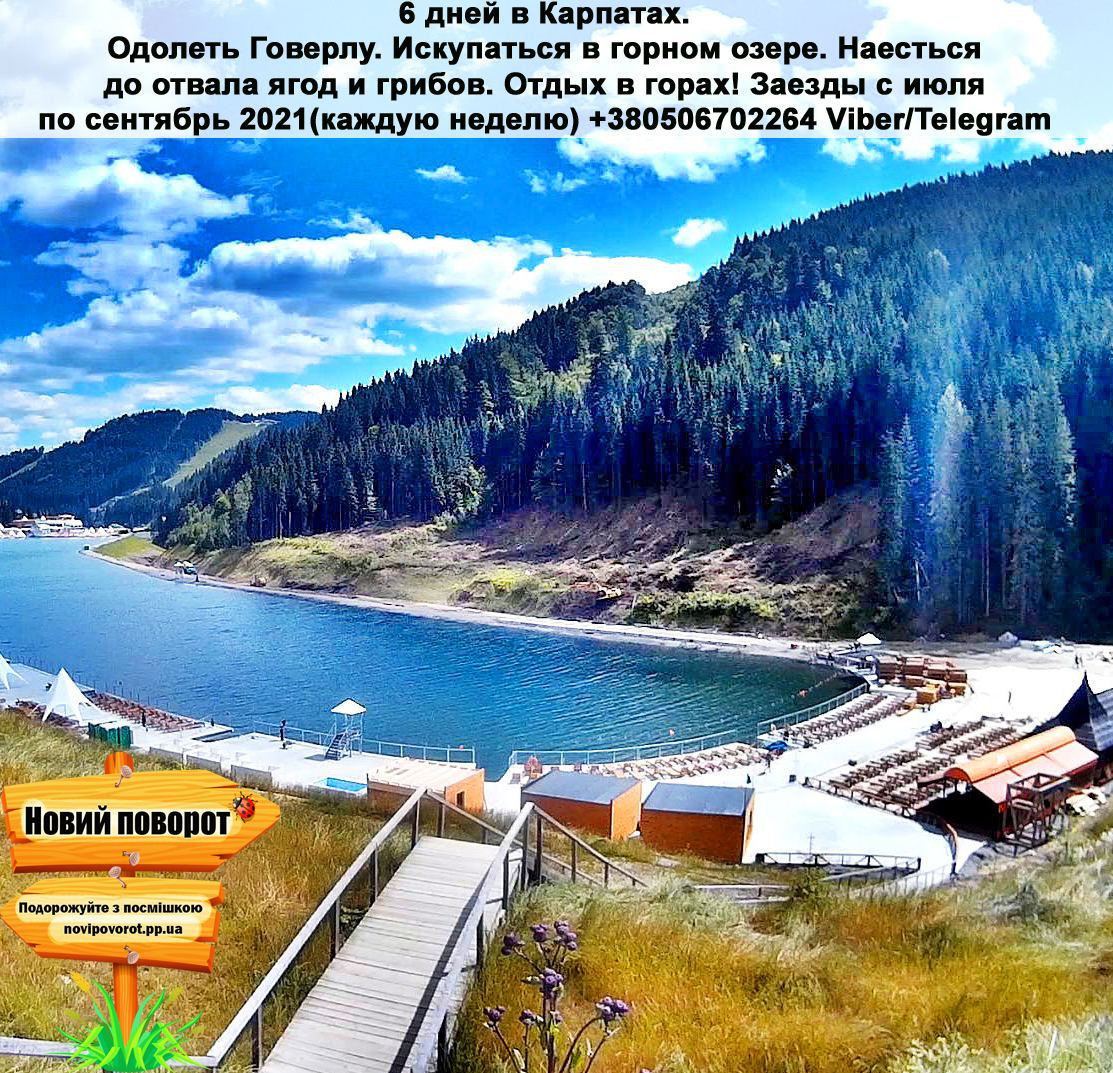 6 дней в Карпатах.
Одолеть Говерлу. Искупаться в горном озере. Наесться
до отвала ягод и грибов. Отдых в горах! Заезды с июля
по сентябрь 2021(каждую неделю) +380506702264 Viber/Telegram
Новий поворот
Подорожуйте з посмішкою
novipovorot.pp.ua